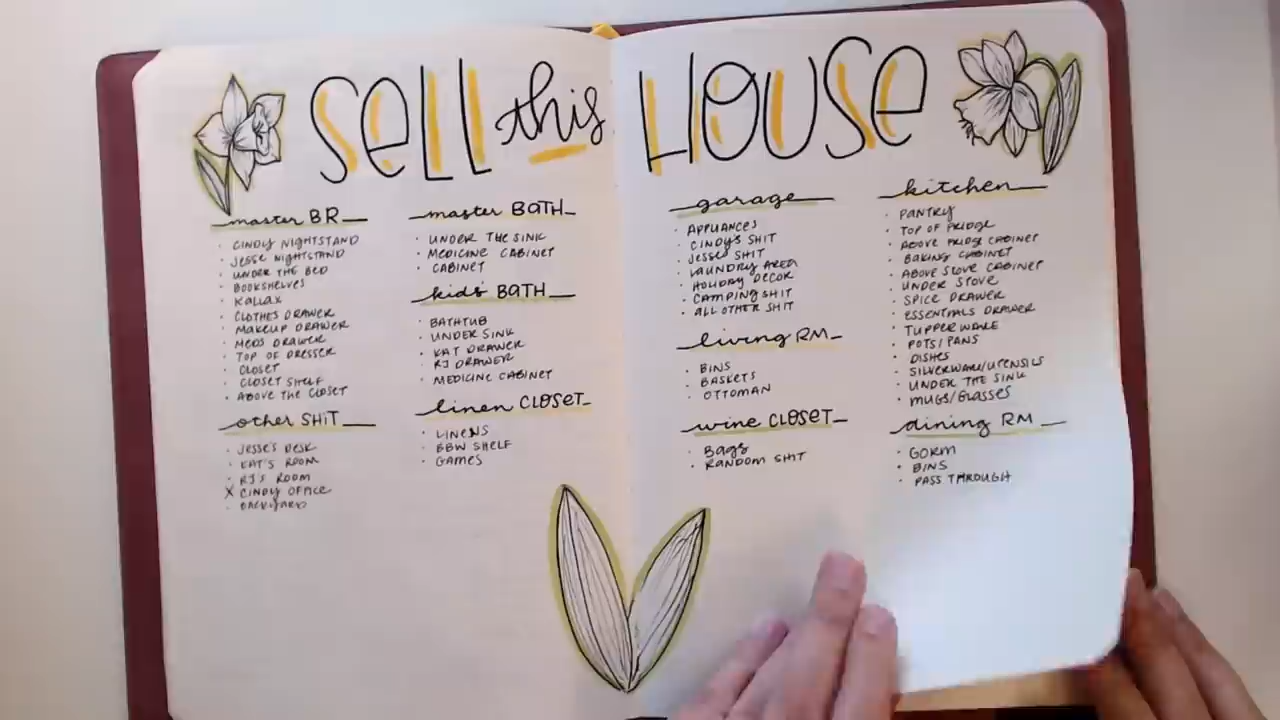 SELL this HOUSE
master BR
· CINDY NIGHTSTAND
· JESSE NIGHTSTAND
· UNDER THE BED
· BOOKSHELVES
· KALLAX
· CLOTHES DRAWER
· MAKEUP DRAWER
· MEDS DRAWER
· TOP OF DRESSER
· CLOSET
· CLOSET SHELF
· ABOVE THE CLOSET
other SHIT
· JESSE'S DESK
· KAT'S ROOM
· RJ'S ROOM
X CINDY OFFICE
· BACKYARD
master BATH
· UNDER THE SINK
· MEDICINE CABINET
· CABINET
kids' BATH
· BATHTUB
· UNDER SINK
· KAT DRAWER
· RJ DRAWER
· MEDICINE CABINET
linen CLOSET
· LINENS
· BBW SHELF
· GAMES
garage
· APPLIANCES
· CINDY'S SHIT
· JESSE'S SHIT
· LAUNDRY AREA
· HOLIDAY DECOR
· CAMPING SHIT
· ALL OTHER SHIT
living RM
· BINS
· BASKETS
· OTTOMAN
wine CLOSET
· BAGS
· RANDOM SHIT
kitchen
· PANTRY
· TOP OF FRIDGE
· ABOVE FRIDGE CABINET
· BAKING CABINET
· ABOVE STOVE CABINET
· UNDER STOVE
· SPICE DRAWER
· ESSENTIALS DRAWER
· TUPPERWARE
· POTS/PANS
· DISHES
· SILVERWARE/UTENSILS
· UNDER THE SINK
· MUGS/GLASSES
dining RM
· GORM
· BINS
· PASS THROUGH